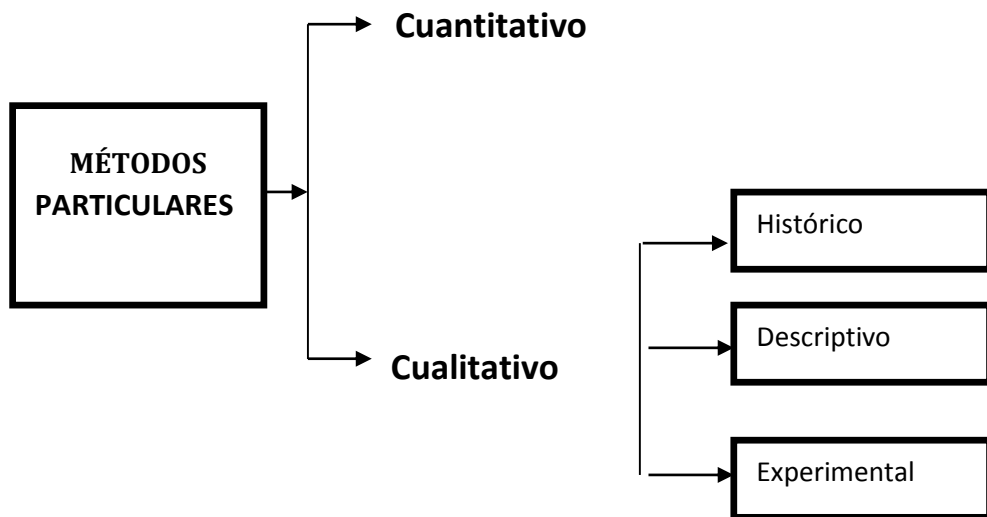 Cuantitativo
MÉTODOS
PARTICULARES
Histórico
Descriptivo
Cualitativo
Experimental